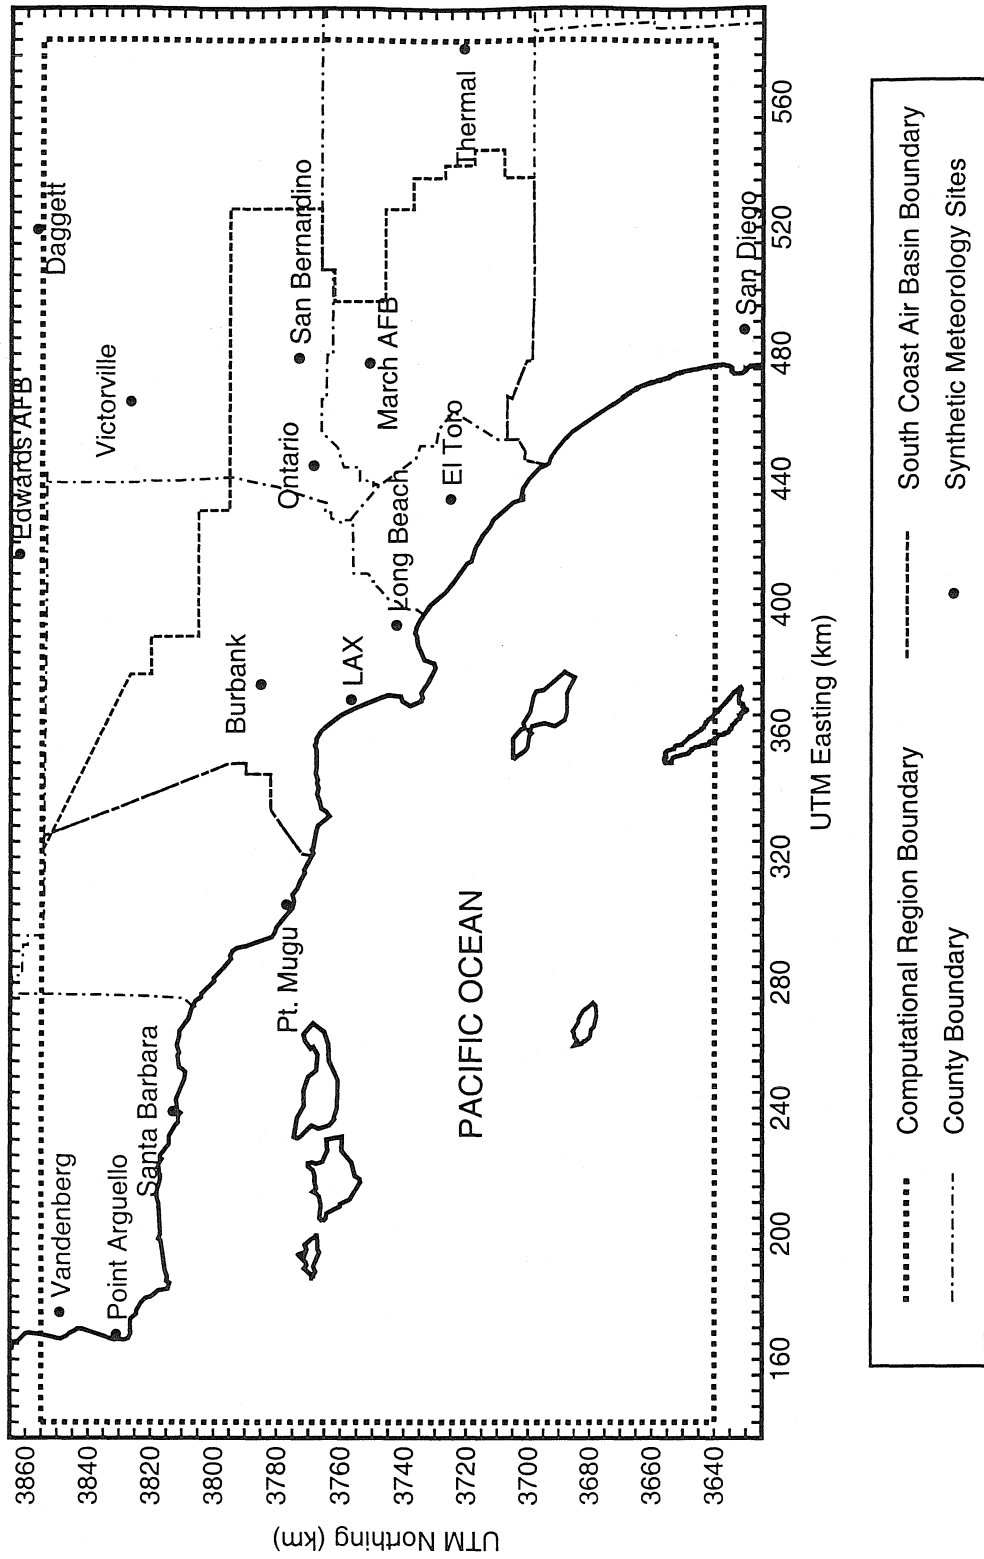 Edwards AFB
Daggett
Vandenberg
Victorville
Point Arguello
Santa Barbara
Burbank
San Bernardino
Ontario
Pt. Mugu
LAX
March AFB
Long Beach
El Toro
Thermal
San Diego
PACIFIC OCEAN
3860
3840
3820
3800
3780
3760
3740
3720
3700
3680
3660
3640
UTM Northing (km)
160
200
240
280
320
360
400
440
480
520
560
UTM Easting (km)
Computational Region Boundary
South Coast Air Basin Boundary
County Boundary
Synthetic Meteorology Sites